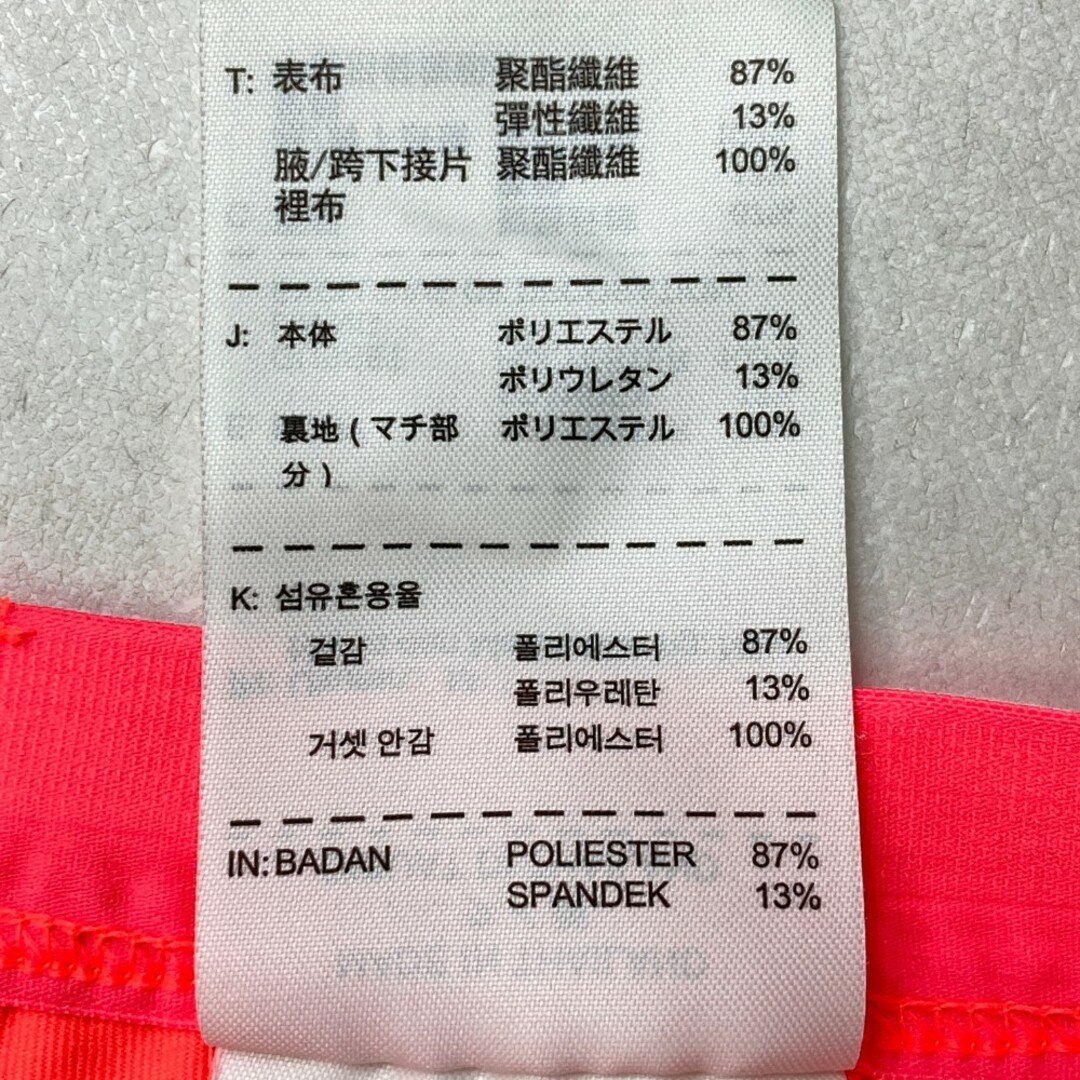 T: 表布 聚酯纖維 87%
彈性纖維 13%
腋/跨下接片 聚酯纖維 100%
裡布
J: 本体 ポリエステル 87%
ポリウレタン 13%
裏地 ( マチ部 ポリエステル 100%
分 )
K: 섬유혼용율
겉감 폴리에스터 87%
폴리우레탄 13%
거셋 안감 폴리에스터 100%
IN: BADAN POLIESTER 87%
SPANDEK 13%